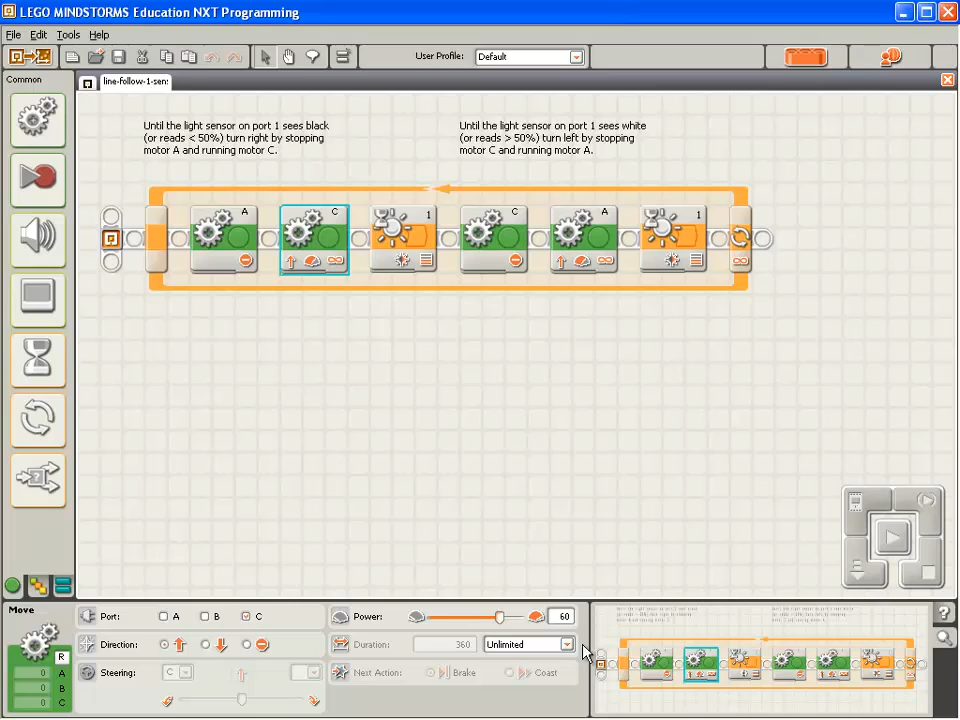 LEGO MINDSTORMS Education NXT Programming
File Edit Tools Help
User Profile: Default
Common
line-follow-1-sen:
Until the light sensor on port 1 sees black
(or reads < 50%) turn right by stopping
motor A and running motor C.
Until the light sensor on port 1 sees white
(or reads > 50%) turn left by stopping
motor C and running motor A.
A C 1 C A 1
Move
R
0 A
0 B
0 C
Port: A B C
Direction:
Steering: C
Power: 60
Duration: 360 Unlimited
Next Action: Brake Coast